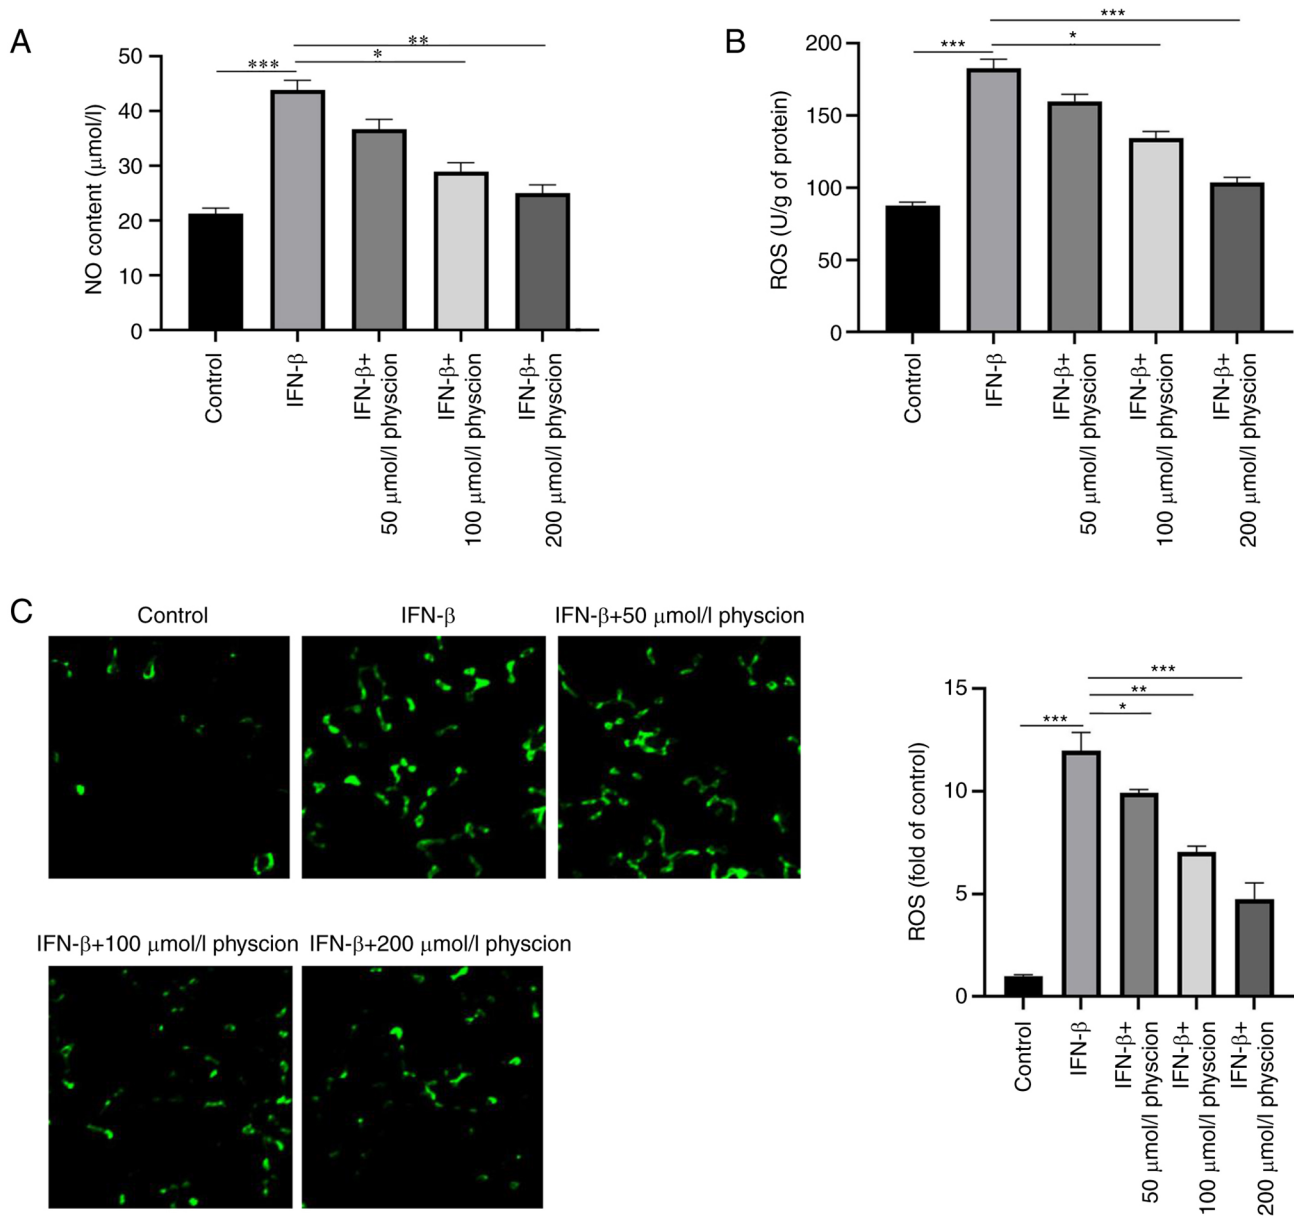 A
NO content (μmol/l)
50
40
30
20
10
0
***
*
**
Control
IFN-β
IFN-β+
50 μmol/l physcion
IFN-β+
100 μmol/l physcion
IFN-β+
200 μmol/l physcion
B
ROS (U/g of protein)
200
150
100
50
0
***
*
***
Control
IFN-β
IFN-β+
50 μmol/l physcion
IFN-β+
100 μmol/l physcion
IFN-β+
200 μmol/l physcion
C
Control
IFN-β
IFN-β+50 μmol/l physcion
IFN-β+100 μmol/l physcion
IFN-β+200 μmol/l physcion
ROS (fold of control)
15
10
5
0
***
*
**
***
Control
IFN-β
IFN-β+
50 μmol/l physcion
IFN-β+
100 μmol/l physcion
IFN-β+
200 μmol/l physcion